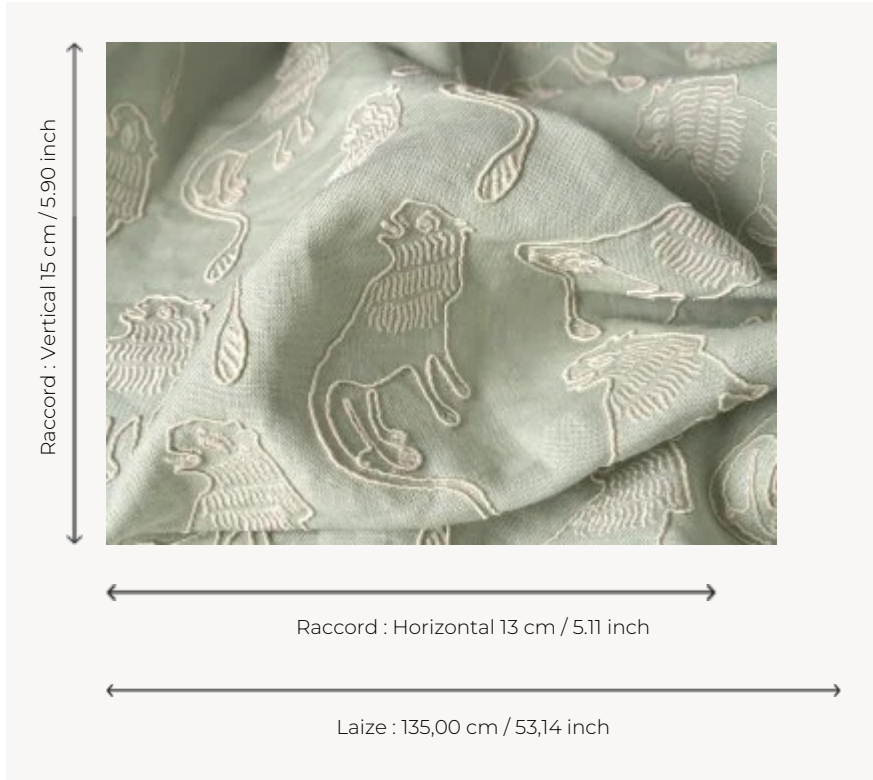 Raccord : Vertical 15 cm / 5.90 inch
Raccord : Horizontal 13 cm / 5.11 inch
Laize : 135,00 cm / 53,14 inch